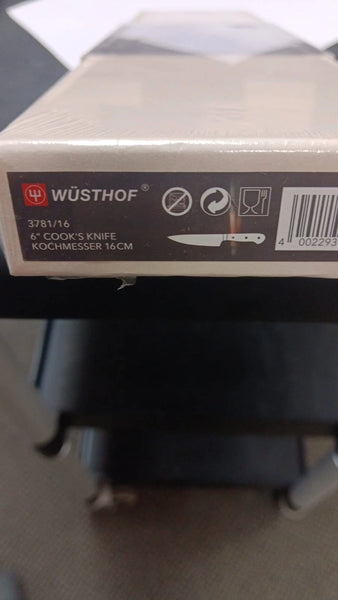 WÜSTHOF®
3781/16
6" COOK'S KNIFE
KOCHMESSER 16CM
4 002293